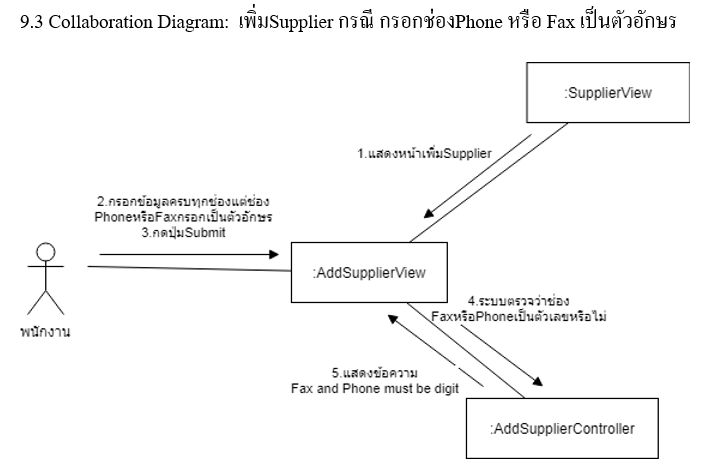 9.3 Collaboration Diagram: เพิ่มSupplier กรณี กรอกช่องPhone หรือ Fax เป็นตัวอักษร
:SupplierView
1.แสดงหน้าเพิ่มSupplier
2.กรอกข้อมูลครบทุกช่องแต่ช่อง
PhoneหรือFaxกรอกเป็นตัวอักษร
3.กดปุ่มSubmit
:AddSupplierView
พนักงาน
4.ระบบตรวจว่าช่อง
FaxหรือPhoneเป็นตัวเลขหรือไม่
5.แสดงข้อความ
Fax and Phone must be digit
:AddSupplierController